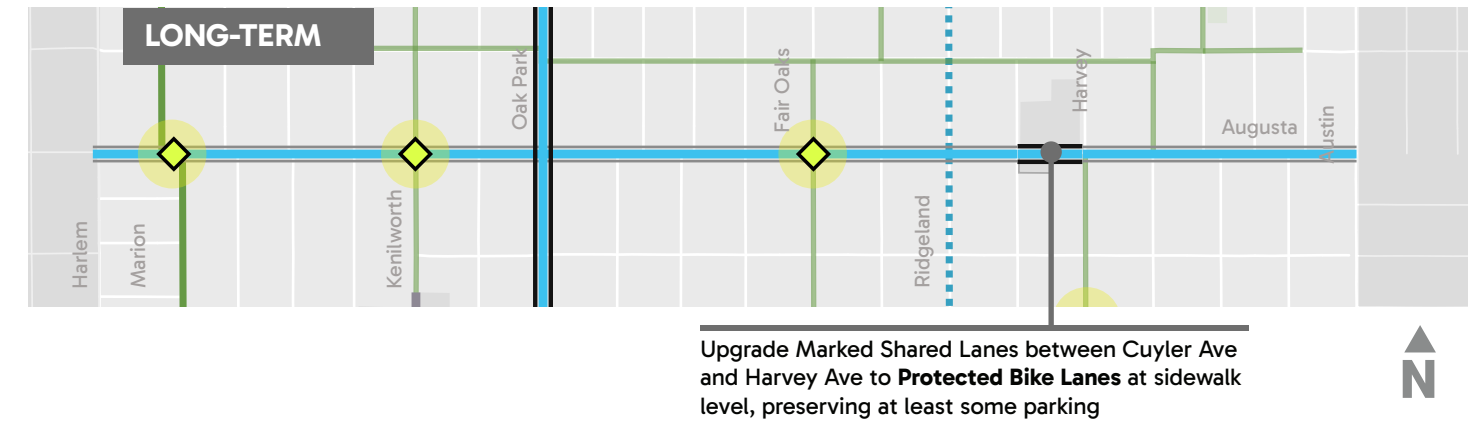 LONG-TERM
Oak Park
Fair Oaks
Harvey
Augusta
Austin
Harlem
Marion
Kenilworth
Ridgeland
Upgrade Marked Shared Lanes between Cuyler Ave
and Harvey Ave to Protected Bike Lanes at sidewalk
level, preserving at least some parking
N